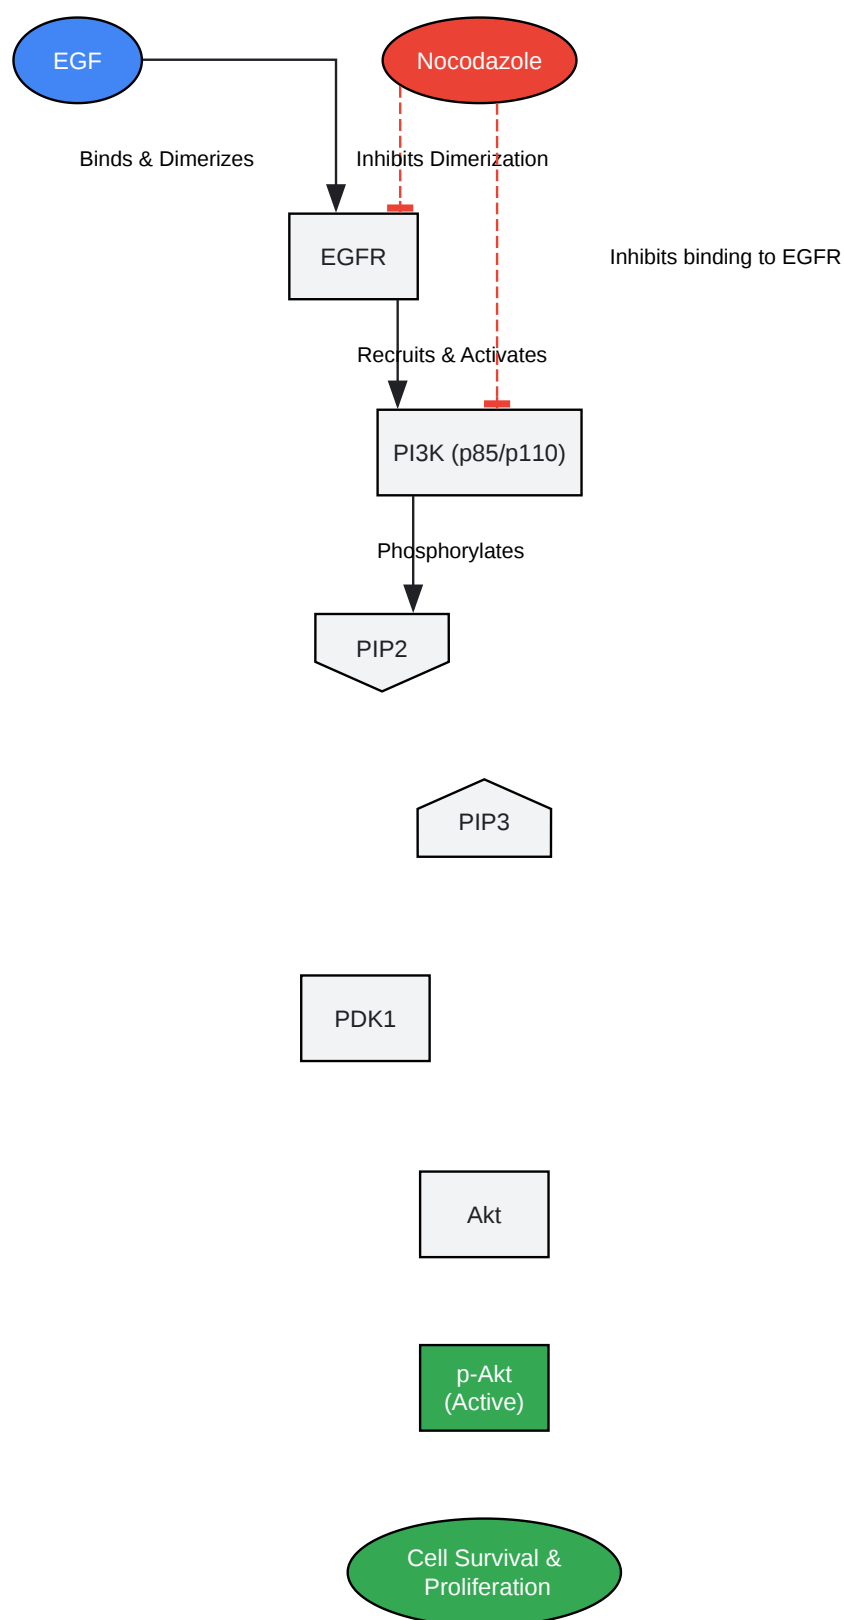 EGF
Nocodazole
Binds & Dimerizes
Inhibits Dimerization
EGFR
Inhibits binding to EGFR
Recruits & Activates
PI3K (p85/p110)
Phosphorylates
PIP2
PIP3
PDK1
Akt
p-Akt
(Active)
Cell Survival &
Proliferation